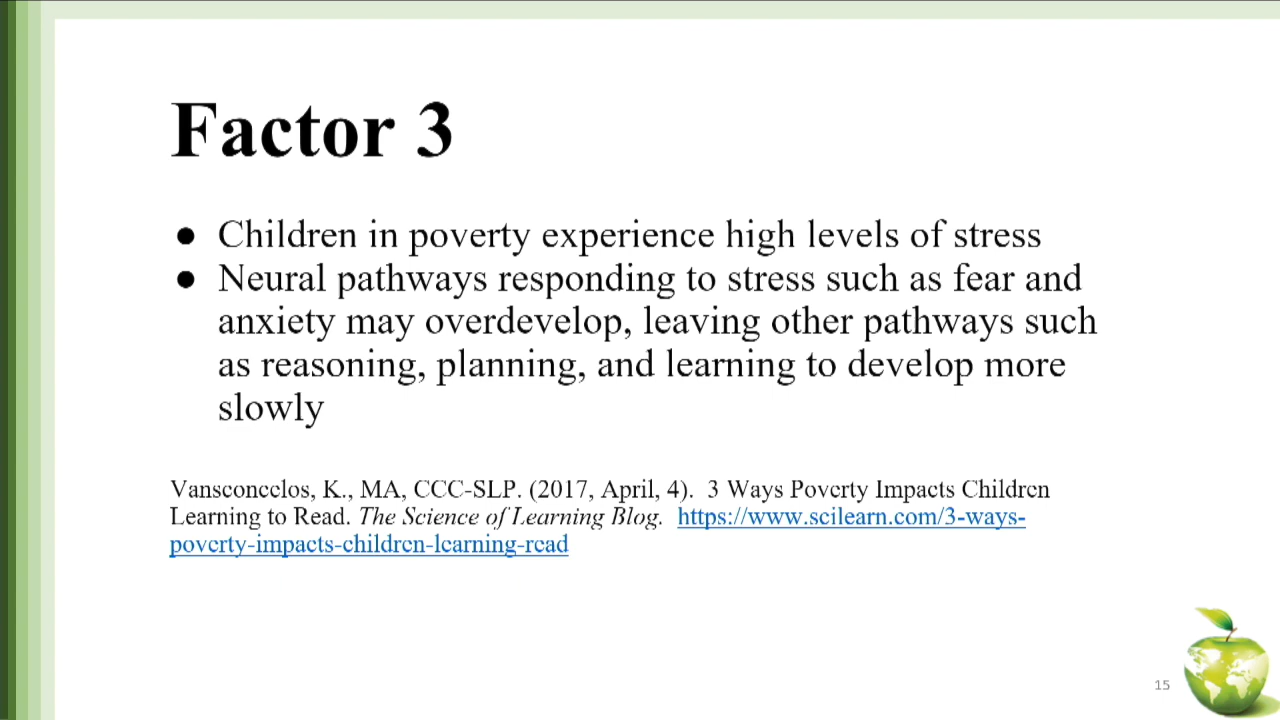 Factor 3
● Children in poverty experience high levels of stress
● Neural pathways responding to stress such as fear and
anxiety may overdevelop, leaving other pathways such
as reasoning, planning, and learning to develop more
slowly
Vansconcelos, K., MA, CCC-SLP. (2017, April, 4). 3 Ways Poverty Impacts Children
Learning to Read. The Science of Learning Blog. https://www.scilearn.com/3-ways-
poverty-impacts-children-learning-read
15